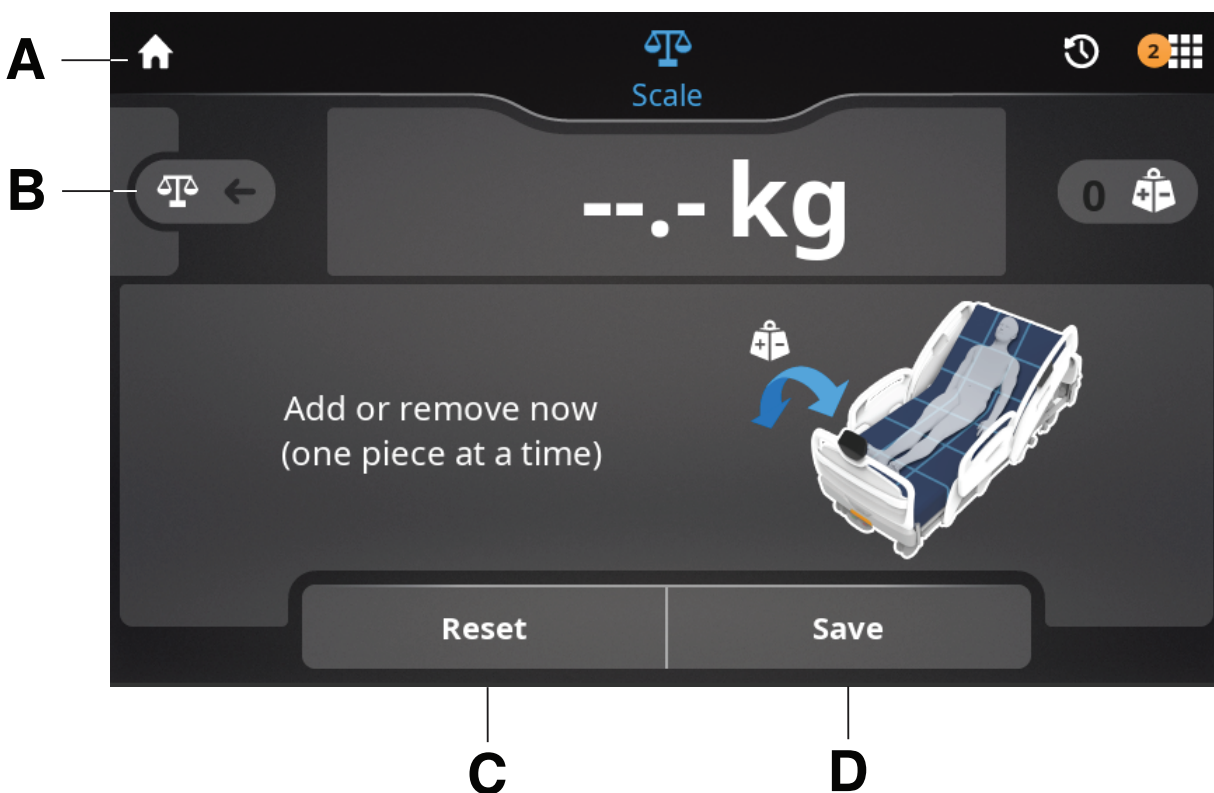 A
2
Scale
B
--.- kg
0
Add or remove now
(one piece at a time)
Reset
Save
C
D